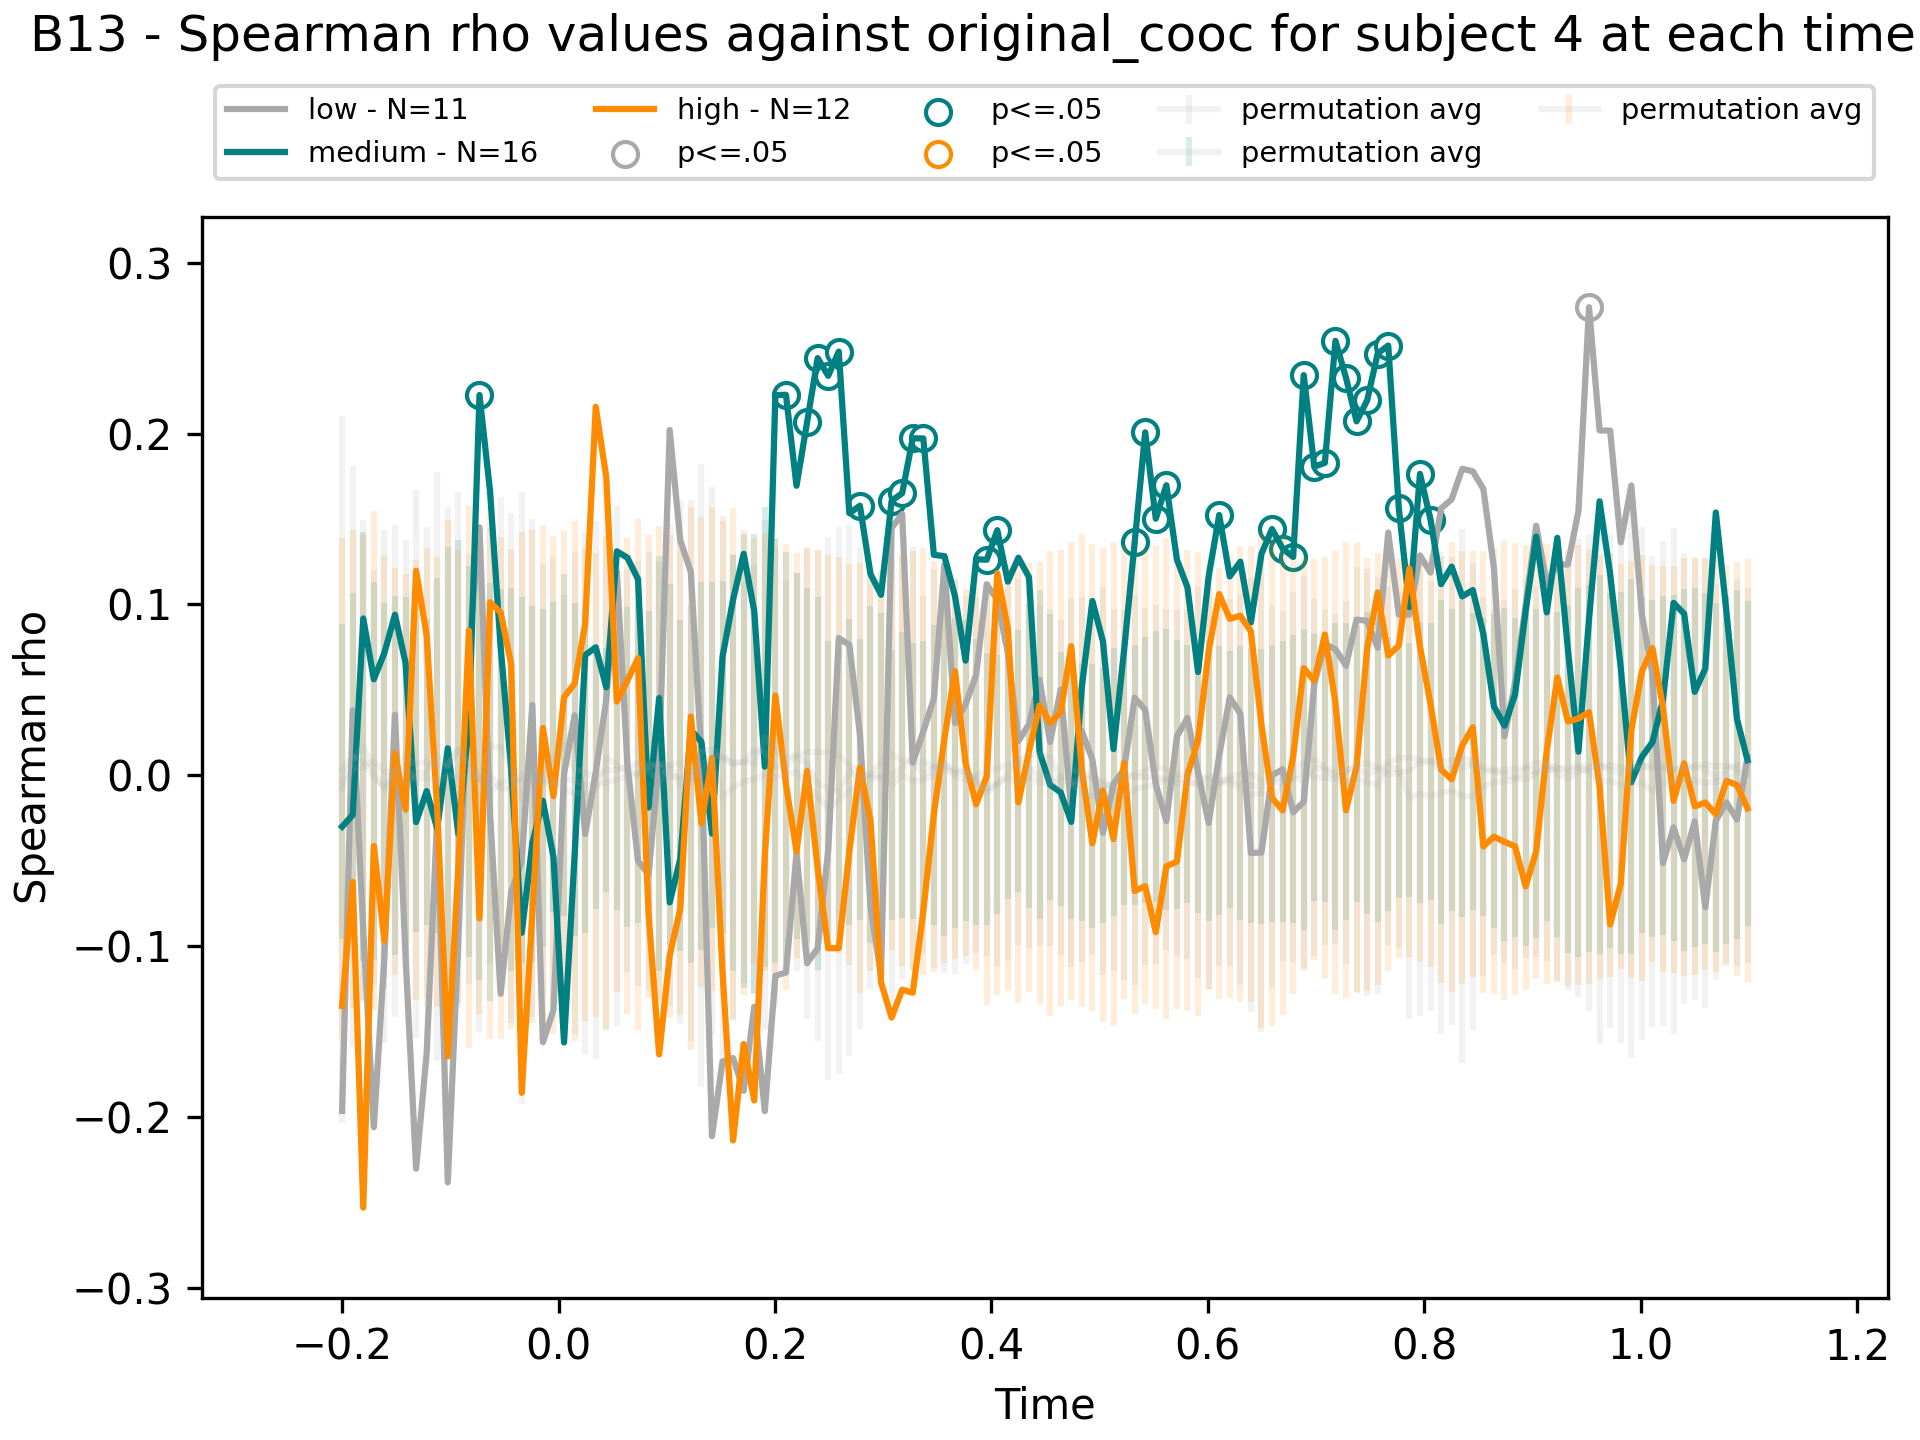 B13 - Spearman rho values against original_cooc for subject 4 at each time
low - N=11
medium - N=16
high - N=12
p<=.05
p<=.05
p<=.05
permutation avg
permutation avg
permutation avg
Spearman rho
0.3
0.2
0.1
0.0
−0.1
−0.2
−0.3
−0.2 0.0 0.2 0.4 0.6 0.8 1.0 1.2
Time